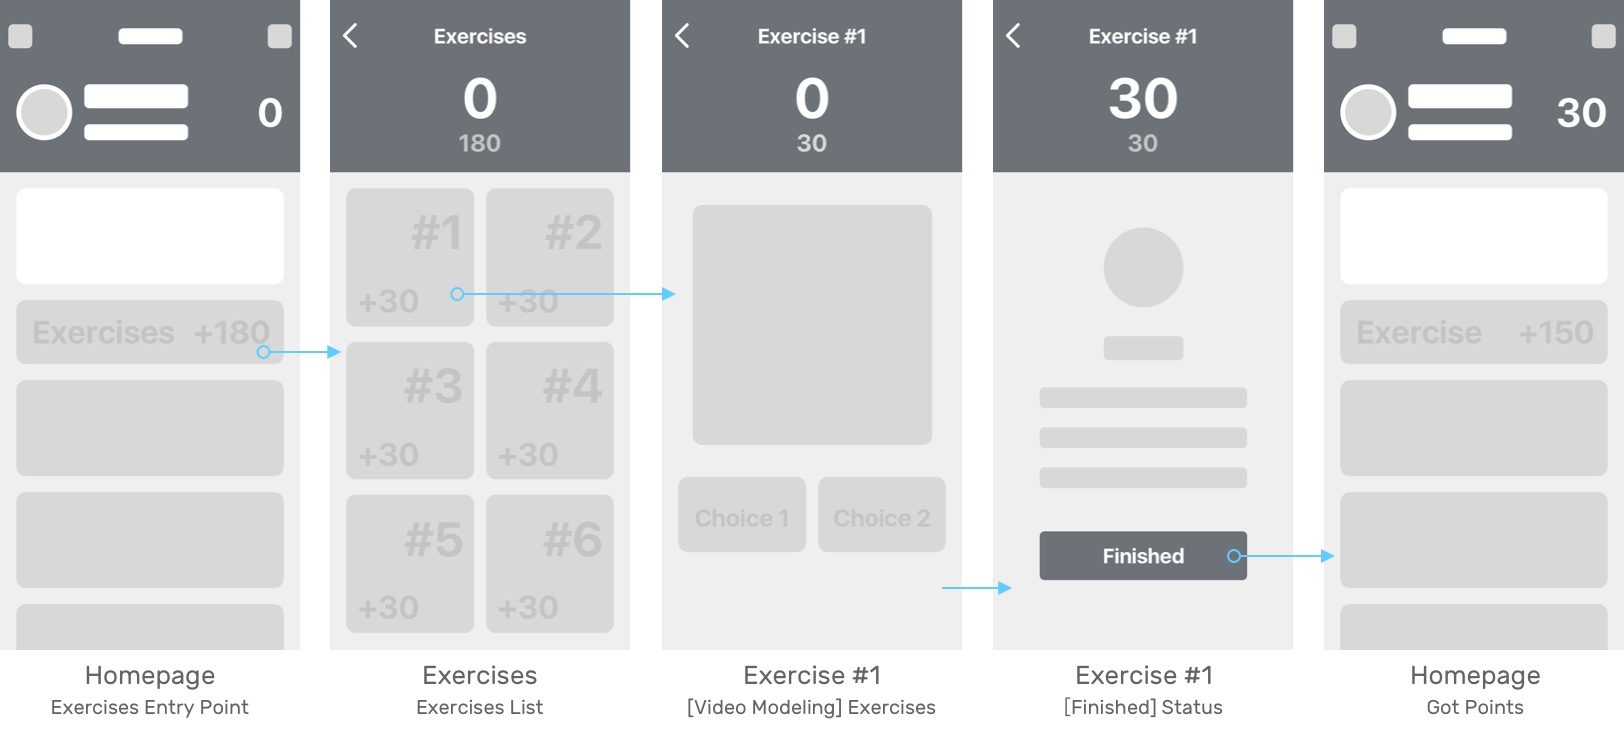 0
Exercises +180
Homepage
Exercises Entry Point
Exercises
0
180
#1 #2
+30 +30
#3 #4
+30 +30
#5 #6
+30 +30
Exercises
Exercises List
Exercise #1
0
30
Choice 1 Choice 2
Exercise #1
[Video Modeling] Exercises
Exercise #1
30
30
Finished
Exercise #1
[Finished] Status
30
Exercise +150
Homepage
Got Points